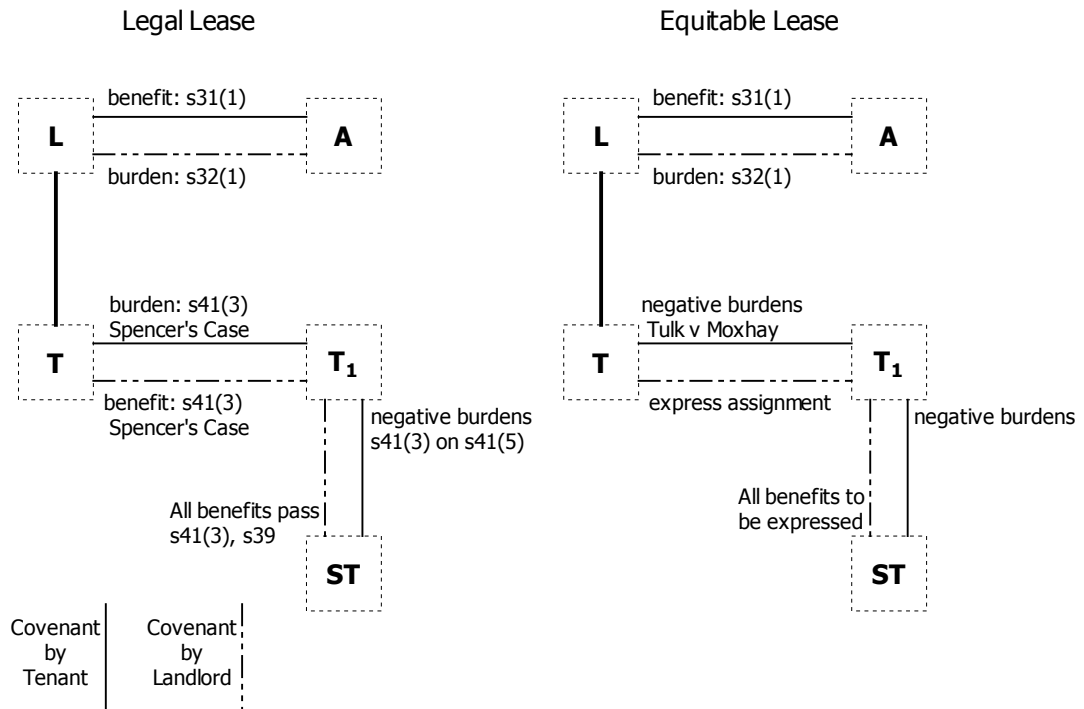 Legal Lease
benefit: s31(1)
L
A
burden: s32(1)
burden: s41(3)
Spencer's Case
T
T1
benefit: s41(3)
Spencer's Case
negative burdens
s41(3) on s41(5)
All benefits pass
s41(3), s39
ST
Covenant
by
Tenant
Covenant
by
Landlord
Equitable Lease
benefit: s31(1)
L
A
burden: s32(1)
negative burdens
Tulk v Moxhay
T
T1
express assignment
negative burdens
All benefits to
be expressed
ST